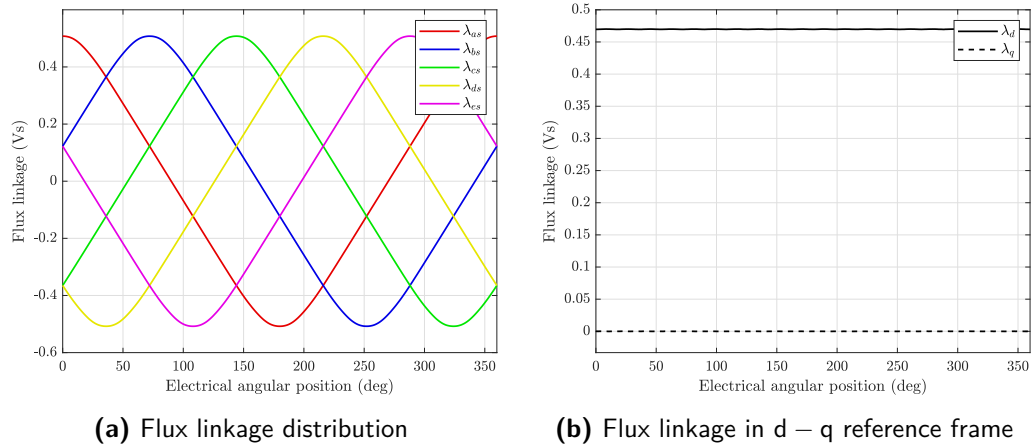 λas
λbs
λcs
λds
λes
0.4
0.2
0
-0.2
-0.4
-0.6
Flux linkage (Vs)
0 50 100 150 200 250 300 350
Electrical angular position (deg)
(a) Flux linkage distribution
λd
λq
0.5
0.45
0.4
0.35
0.3
0.25
0.2
0.15
0.1
0.05
0
Flux linkage (Vs)
0 50 100 150 200 250 300 350
Electrical angular position (deg)
(b) Flux linkage in d − q reference frame